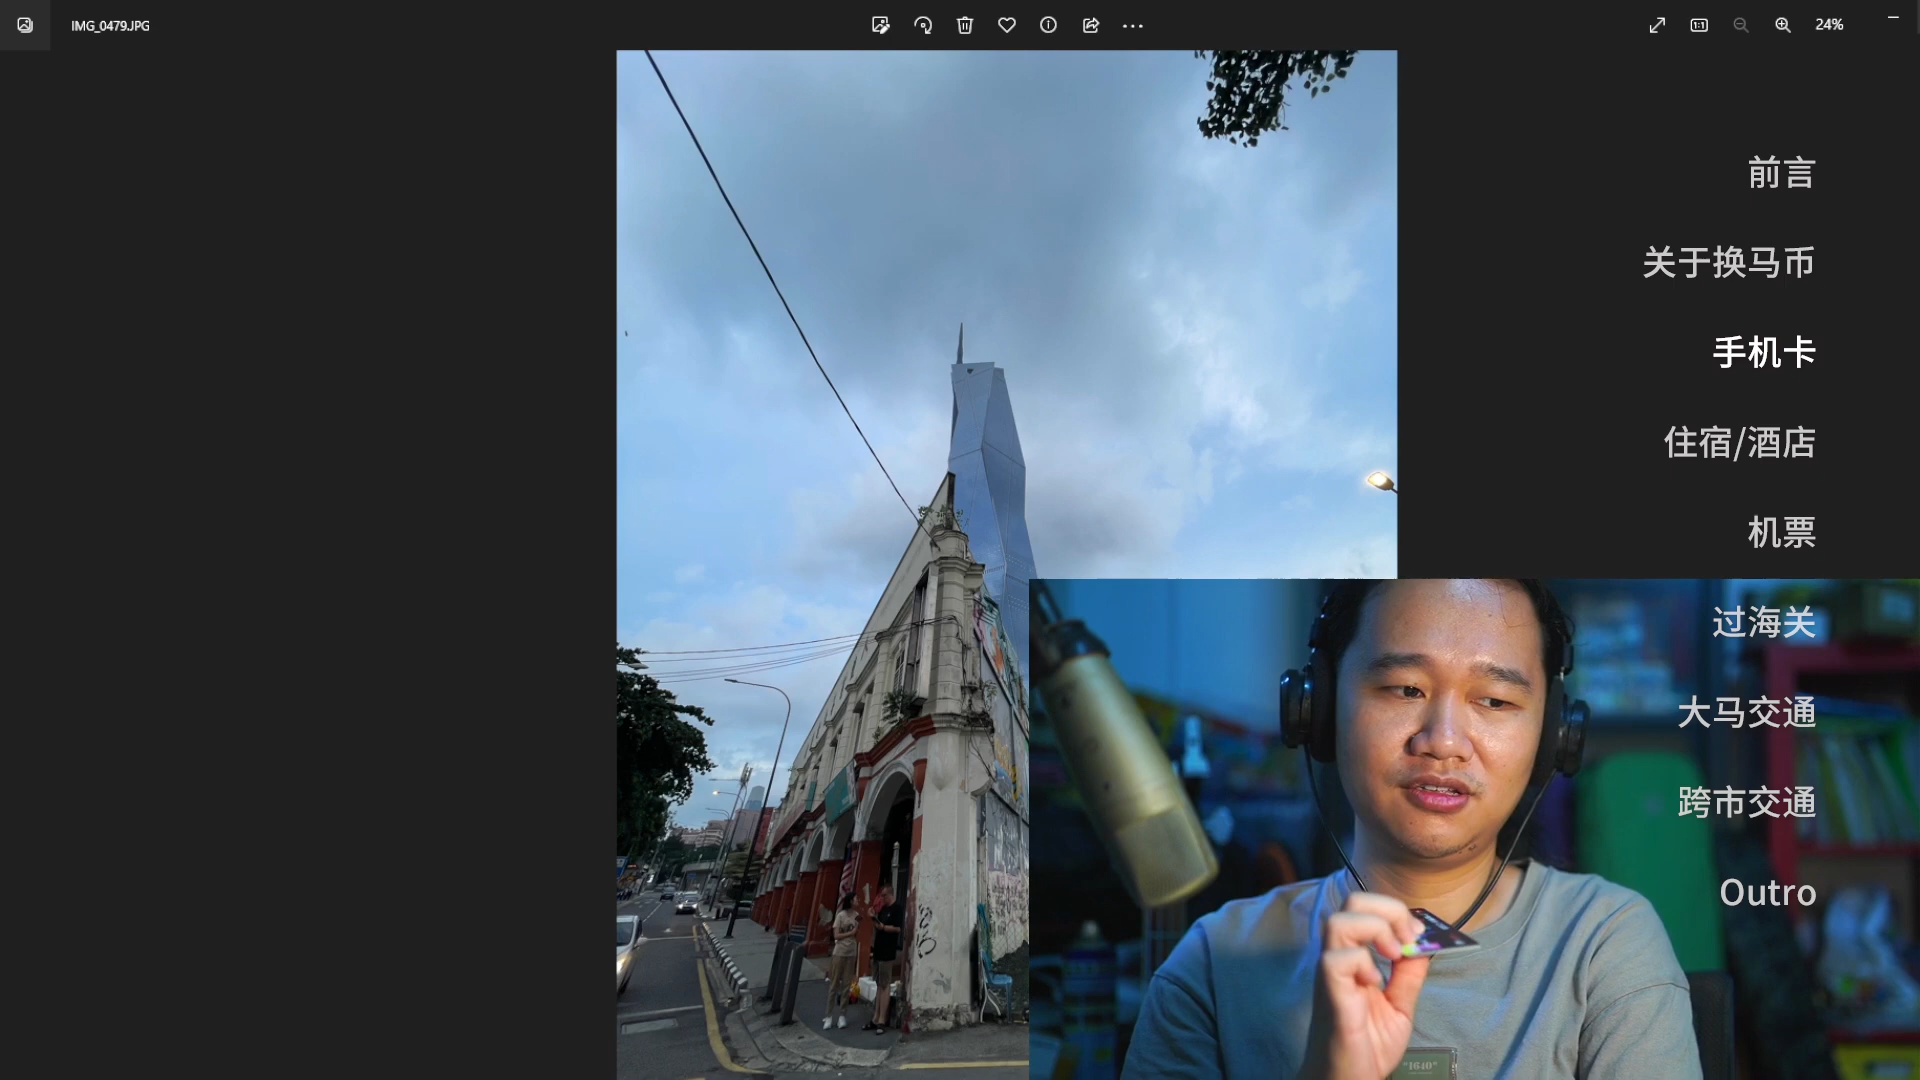 IMG_0479.JPG
24%
前言
关于换马币
手机卡
住宿/酒店
机票
过海关
大马交通
跨市交通
Outro